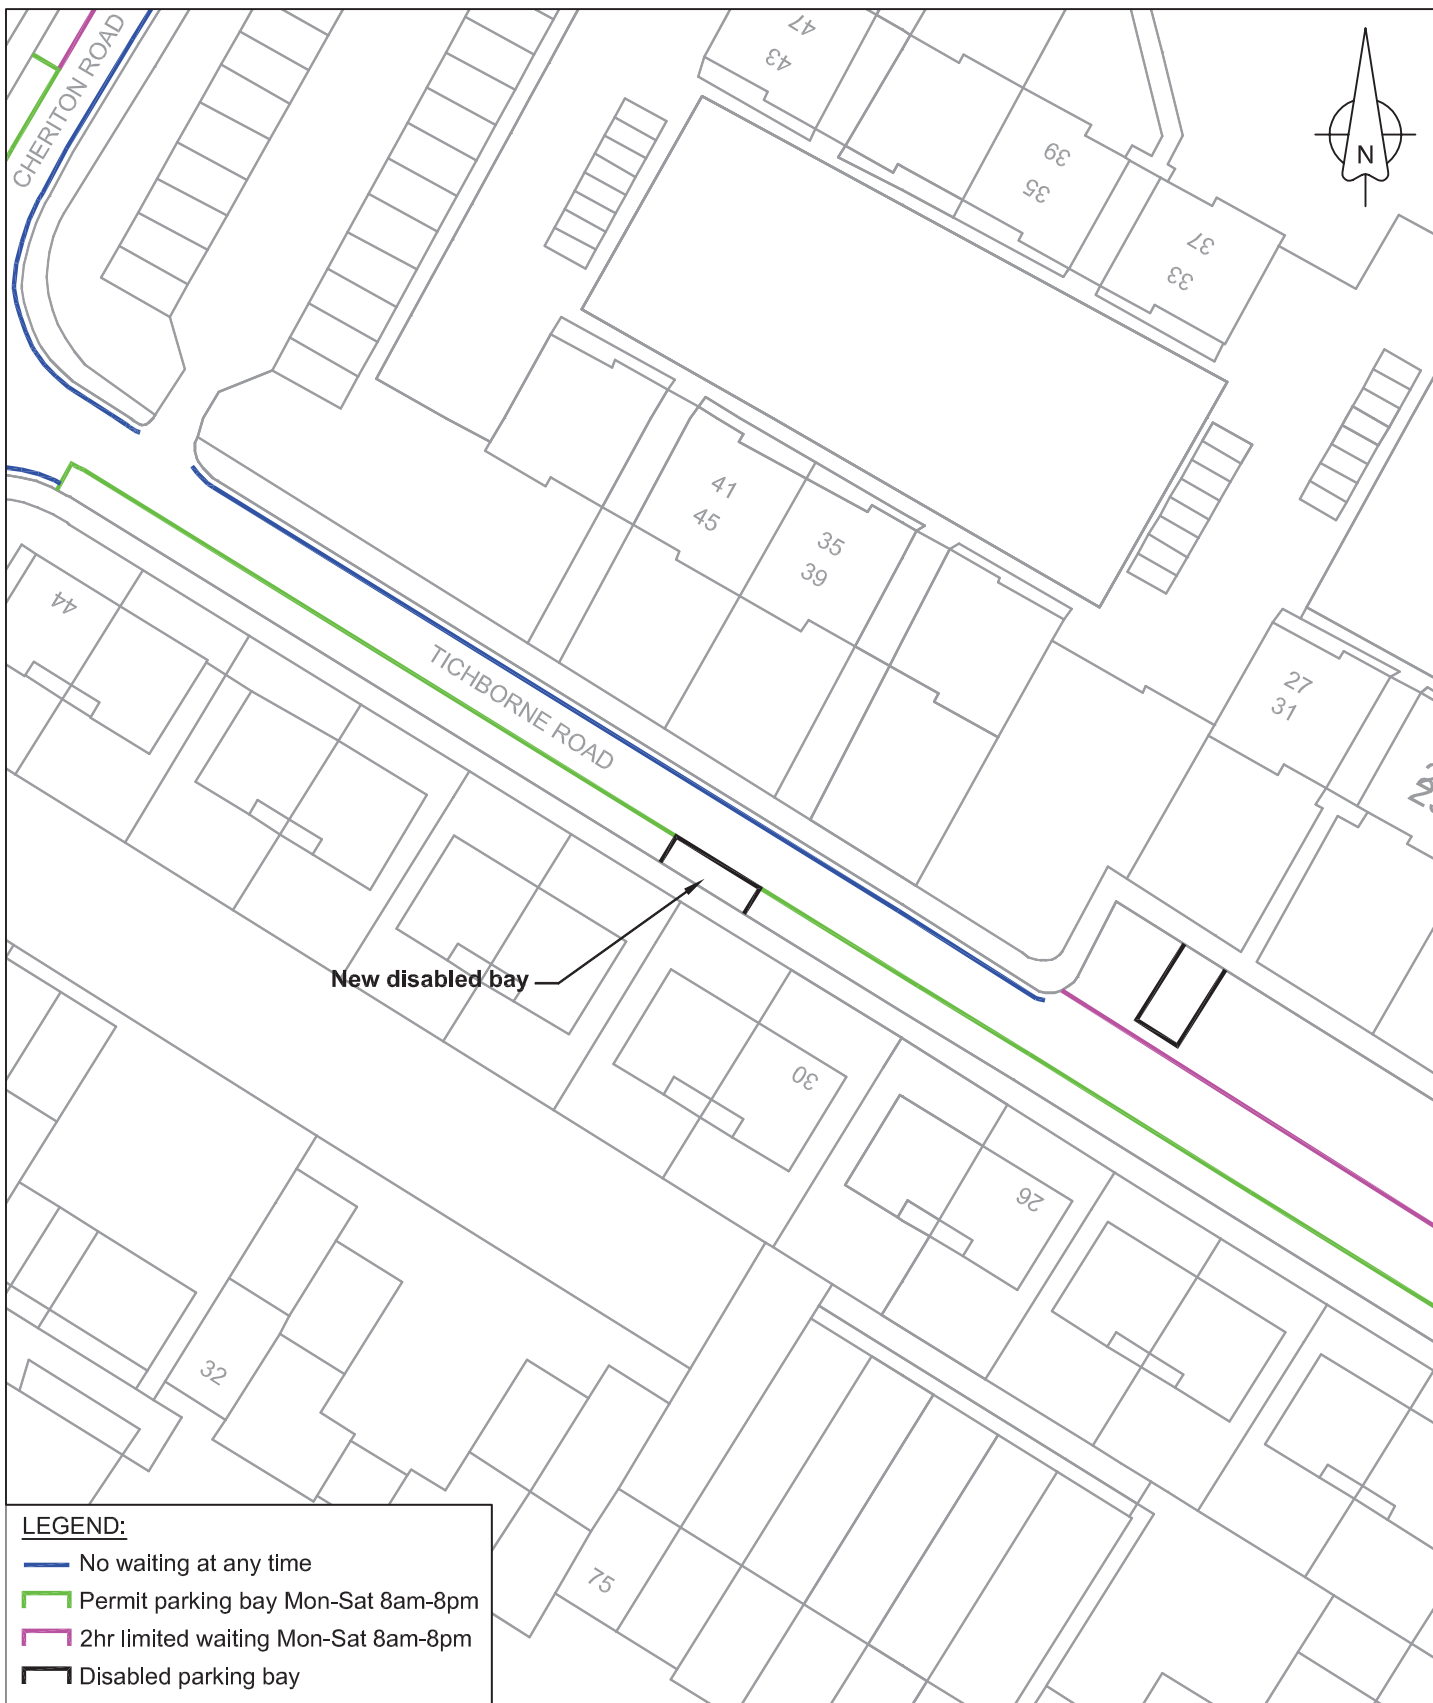 CHERITON ROAD
47
43
39
35
37
33
N
41
45
35
39
44
TICHBORNE ROAD
27
31
New disabled bay
30
26
32
75
LEGEND:
No waiting at any time
Permit parking bay Mon-Sat 8am-8pm
2hr limited waiting Mon-Sat 8am-8pm
Disabled parking bay